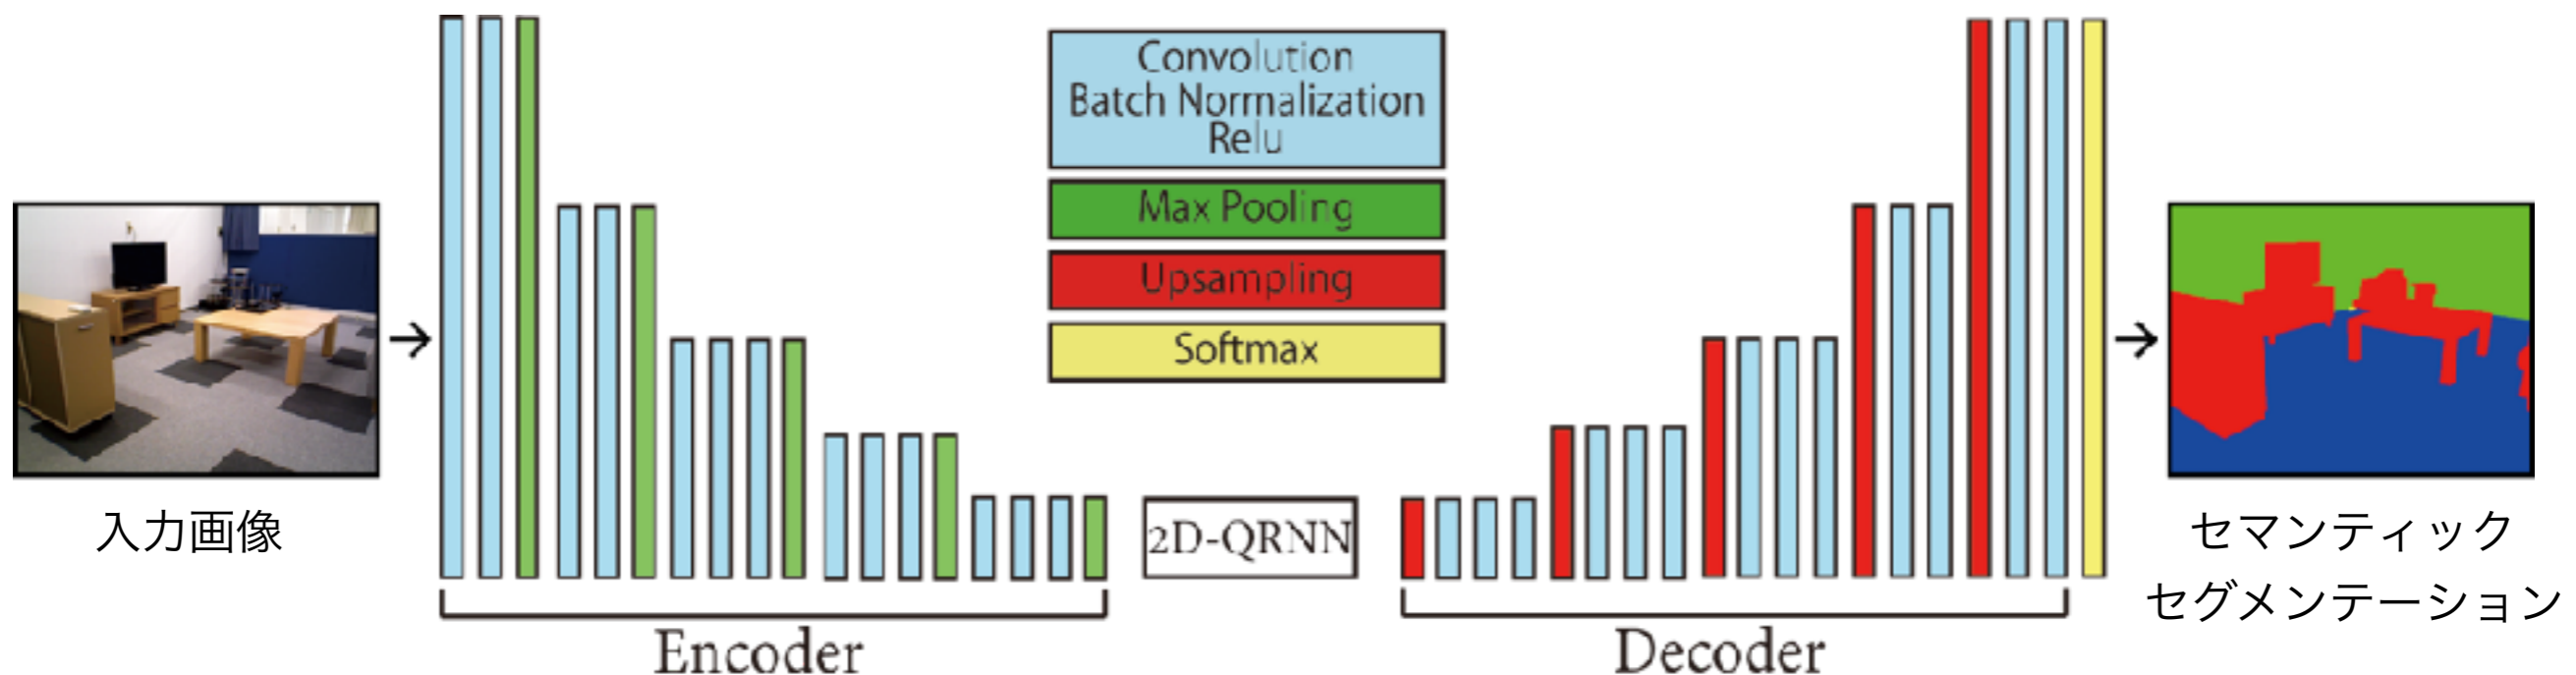 Convolution
Batch Normalization
Relu
Max Pooling
Upsampling
Softmax
入力画像
2D-QRNN
セマンティック
セグメンテーション
Encoder
Decoder